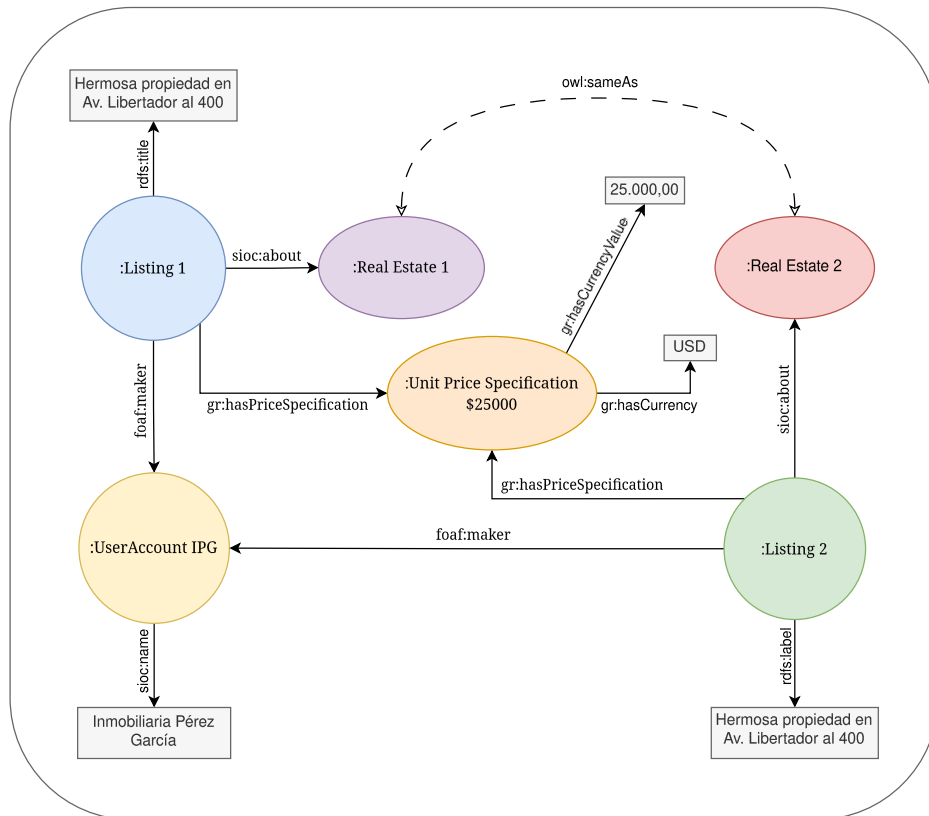 Hermosa propiedad en
Av. Libertador al 400
owl:sameAs
rdfs:title
25.000,00
:Listing 1
sioc:about
:Real Estate 1
gr:hasCurrencyValue
:Real Estate 2
USD
:Unit Price Specification
$25000
gr:hasPriceSpecification
gr:hasCurrency
foaf:maker
sioc:about
gr:hasPriceSpecification
foaf:maker
:UserAccount IPG
:Listing 2
sioc:name
rdfs:label
Inmobiliaria Pérez
García
Hermosa propiedad en
Av. Libertador al 400